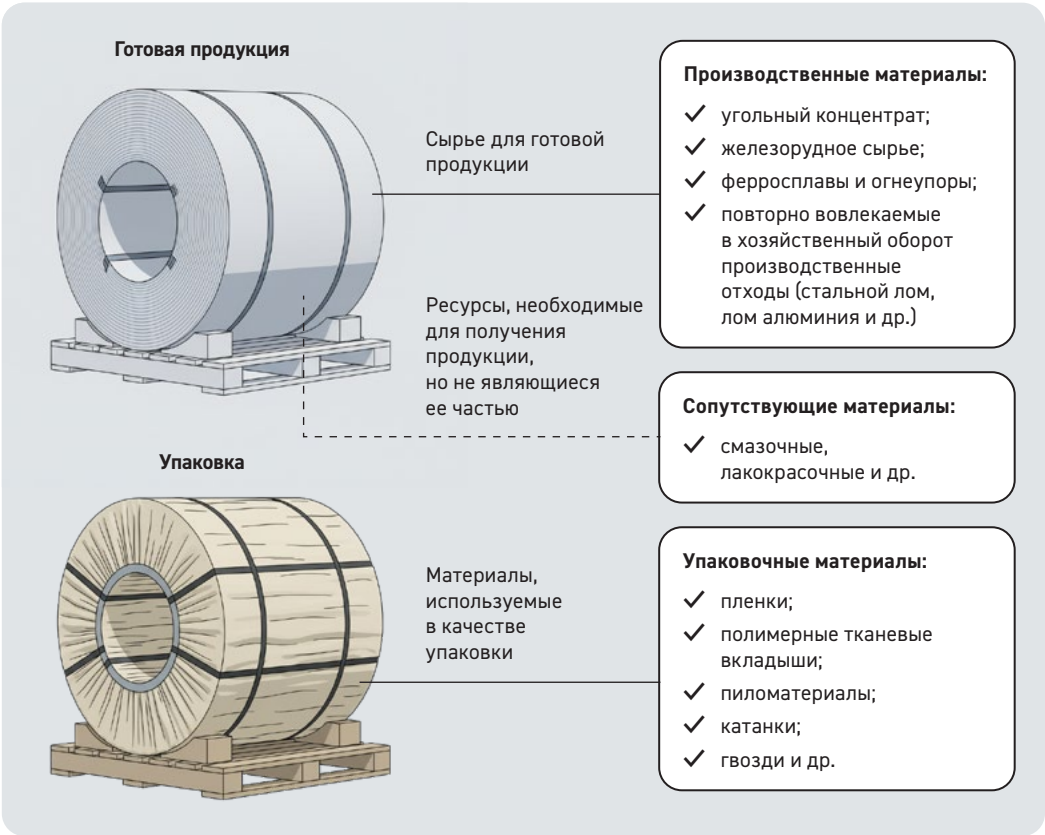 Готовая продукция
Сырье для готовой
продукции
Производственные материалы:
✓ угольный концентрат;
✓ железорудное сырье;
✓ ферросплавы и огнеупоры;
✓ повторно вовлекаемые
в хозяйственный оборот
производственные
отходы (стальной лом,
лом алюминия и др.)
Ресурсы, необходимые
для получения
продукции,
но не являющиеся
ее частью
Сопутствующие материалы:
✓ смазочные,
лакокрасочные и др.
Упаковка
Материалы,
используемые
в качестве
упаковки
Упаковочные материалы:
✓ пленки;
✓ полимерные тканевые
вкладыши;
✓ пиломатериалы;
✓ катанки;
✓ гвозди и др.